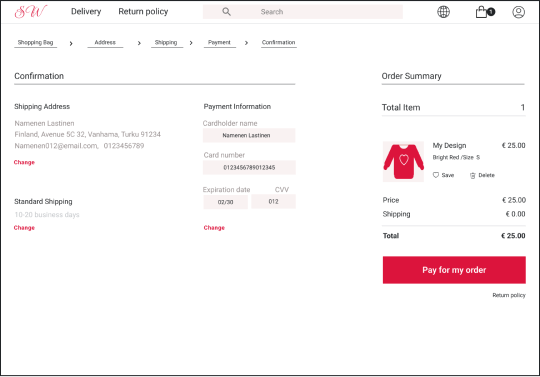 SW
Delivery
Return policy
Search
1
Shopping Bag
Address
Shipping
Payment
Confirmation
Confirmation
Shipping Address
Namenen Lastinen
Finland, Avenue 5C 32, Vanhama, Turku 91234
Namenen012@email.com, 0123456789
Change
Standard Shipping
10-20 business days
Change
Payment Information
Cardholder name
Namenen Lastinen
Card number
0123456789012345
Expiration date CVV
02/30 012
Change
Order Summary
Total Item 1
My Design € 25.00
Bright Red /Size S
Save Delete
Price € 25.00
Shipping € 0.00
Total € 25.00
Pay for my order
Return policy